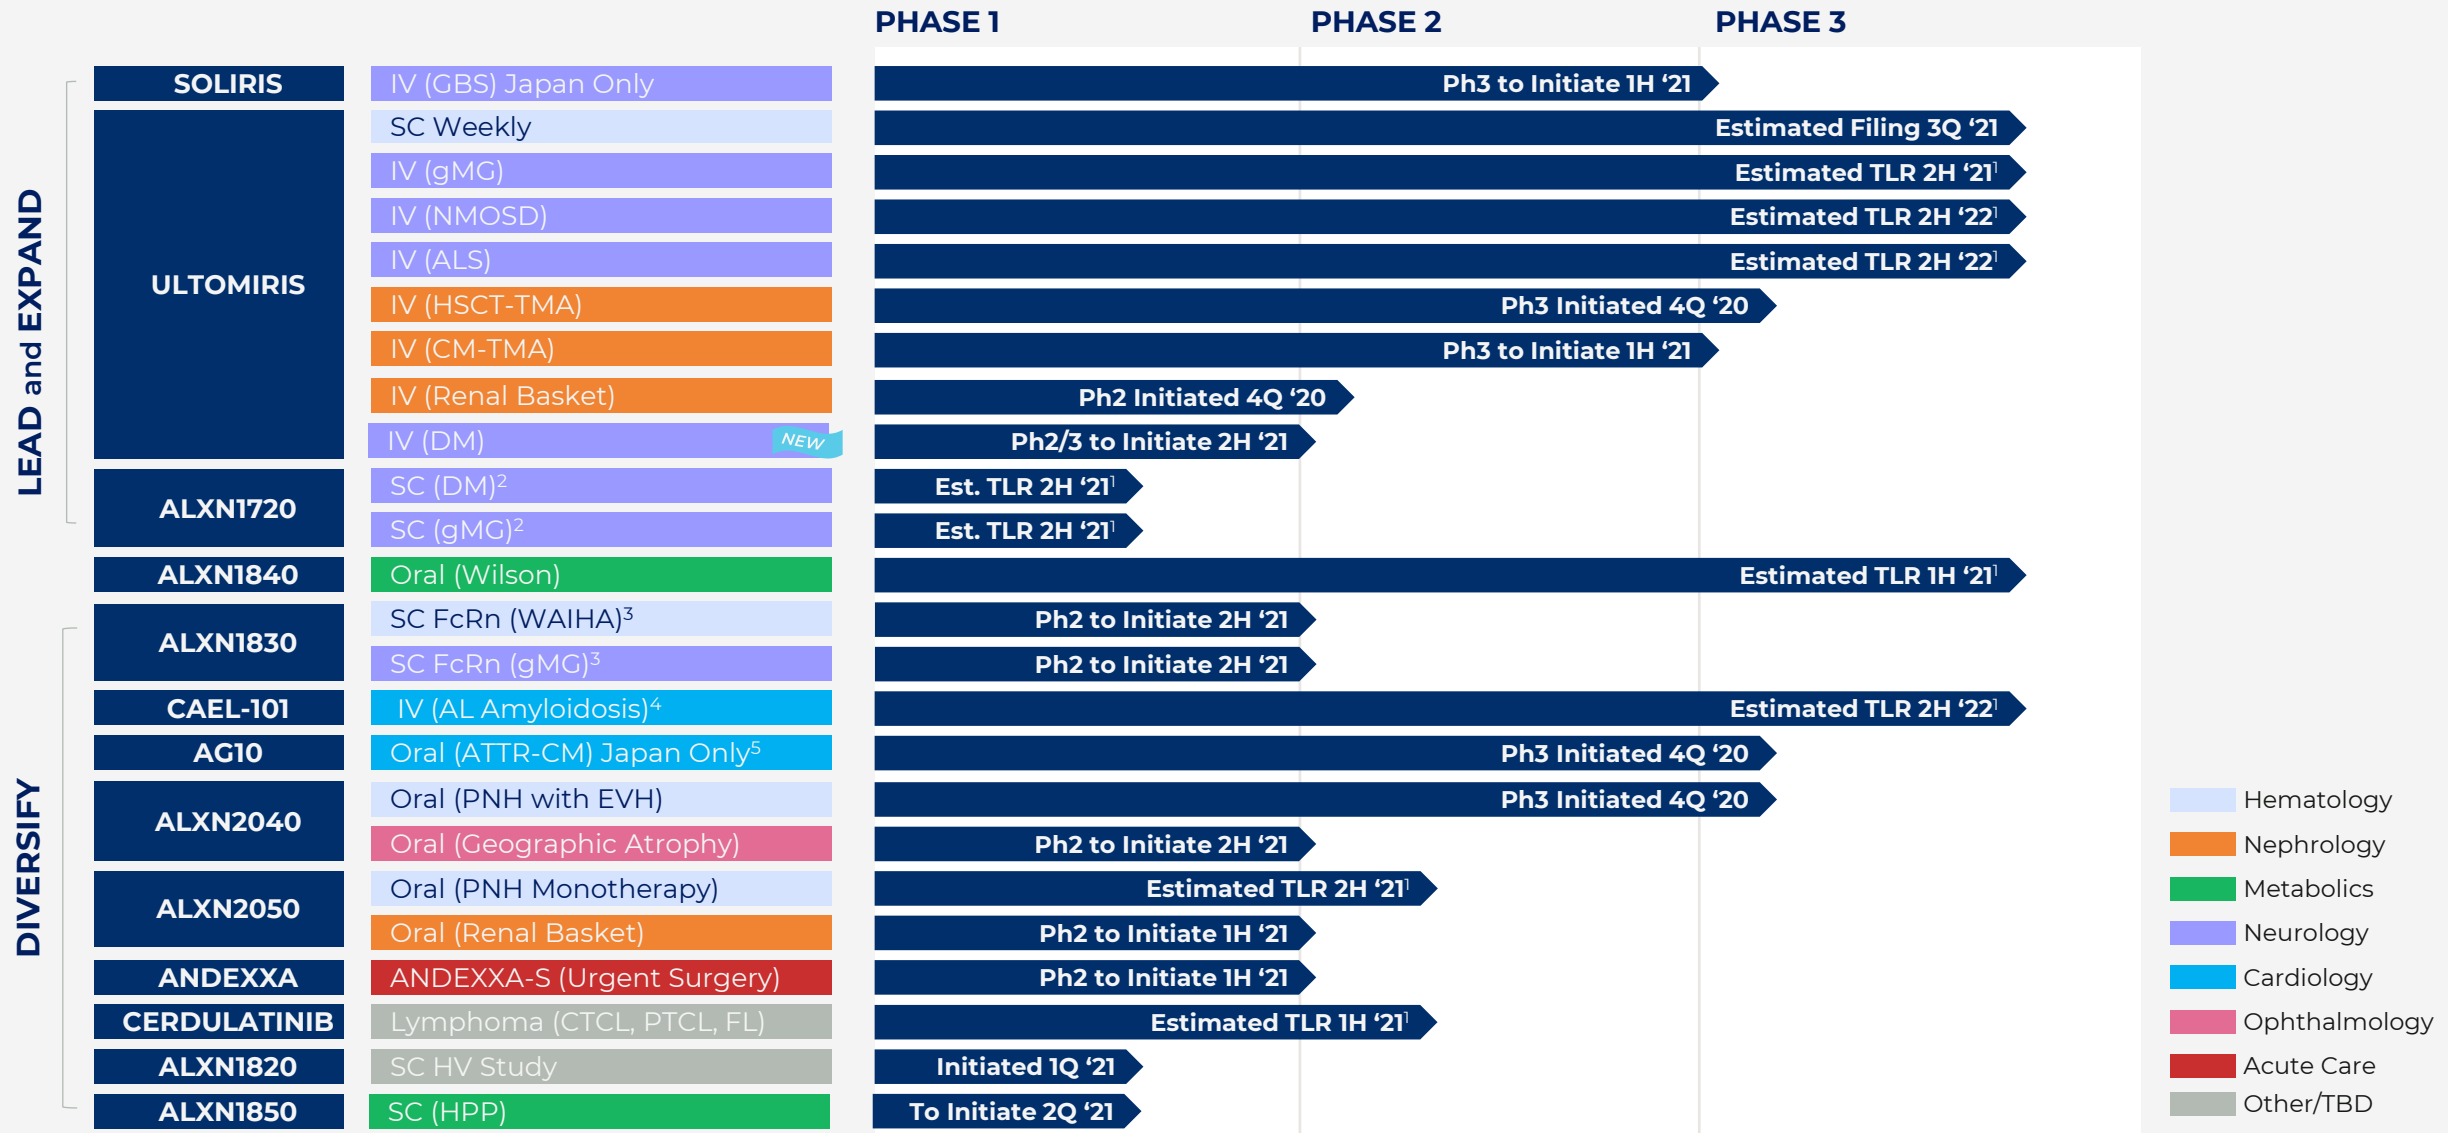 PHASE 1 PHASE 2 PHASE 3
LEAD and EXPAND
SOLIRIS IV (GBS) Japan Only Ph3 to Initiate 1H ‘21
ULTOMIRIS
SC Weekly Estimated Filing 3Q ‘21
IV (gMG) Estimated TLR 2H ‘21¹
IV (NMOSD) Estimated TLR 2H ‘22¹
IV (ALS) Estimated TLR 2H ‘22¹
IV (HSCT-TMA) Ph3 Initiated 4Q ‘20
IV (CM-TMA) Ph3 to Initiate 1H ‘21
IV (Renal Basket) Ph2 Initiated 4Q ‘20
IV (DM) NEW Ph2/3 to Initiate 2H ‘21
ALXN1720
SC (DM)² Est. TLR 2H ‘21¹
SC (gMG)² Est. TLR 2H ‘21¹
ALXN1840 Oral (Wilson) Estimated TLR 1H ‘21¹
DIVERSIFY
ALXN1830
SC FcRn (WAIHA)³ Ph2 to Initiate 2H ‘21
SC FcRn (gMG)³ Ph2 to Initiate 2H ‘21
CAEL-101 IV (AL Amyloidosis)⁴ Estimated TLR 2H ‘22¹
AG10 Oral (ATTR-CM) Japan Only⁵ Ph3 Initiated 4Q ‘20
ALXN2040
Oral (PNH with EVH) Ph3 Initiated 4Q ‘20
Oral (Geographic Atrophy) Ph2 to Initiate 2H ‘21
ALXN2050
Oral (PNH Monotherapy) Estimated TLR 2H ‘21¹
Oral (Renal Basket) Ph2 to Initiate 1H ‘21
ANDEXXA ANDEXXA-S (Urgent Surgery) Ph2 to Initiate 1H ‘21
CERDULATINIB Lymphoma (CTCL, PTCL, FL) Estimated TLR 1H ‘21¹
ALXN1820 SC HV Study Initiated 1Q ‘21
ALXN1850 SC (HPP) To Initiate 2Q ‘21
Hematology
Nephrology
Metabolics
Neurology
Cardiology
Ophthalmology
Acute Care
Other/TBD